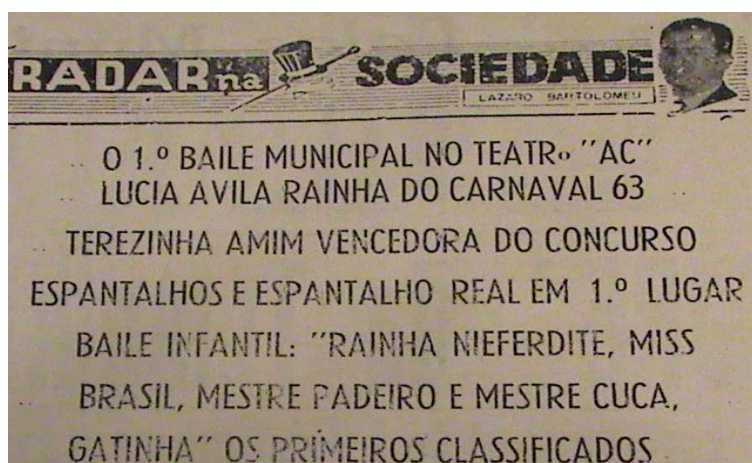 RADAR na SOCIEDADE
LAZARO BARTOLOMEU
O 1.º BAILE MUNICIPAL NO TEATRo "AC"
LUCIA AVILA RAINHA DO CARNAVAL 63
TEREZINHA AMIM VENCEDORA DO CONCURSO
ESPANTALHOS E ESPANTALHO REAL EM 1.º LUGAR
BAILE INFANTIL: "RAINHA NIEFERDITE, MISS
BRASIL, MESTRE PADEIRO E MESTRE CUCA,
GATINHA" OS PRIMEIROS CLASSIFICADOS